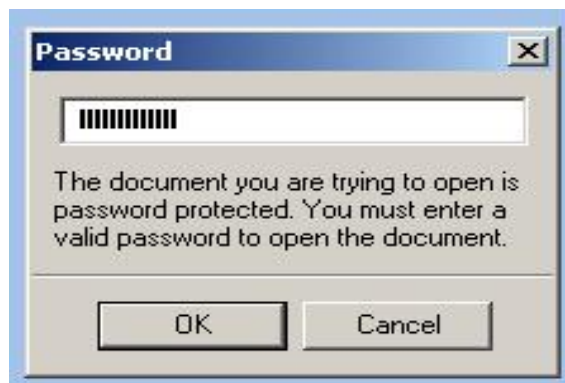 Password
The document you are trying to open is
password protected. You must enter a
valid password to open the document.
OK
Cancel